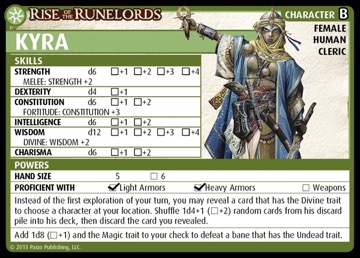 RISE OF THE RUNELORDS
CHARACTER B
KYRA
FEMALE
HUMAN
CLERIC
SKILLS
STRENGTH d6 □+1 □+2 □+3 □+4
MELEE: STRENGTH +2
DEXTERITY d4 □+1
CONSTITUTION d6 □+1 □+2
FORTITUDE: CONSTITUTION +3
INTELLIGENCE d6 □+1 □+2
WISDOM d12 □+1 □+2 □+3 □+4
DIVINE: WISDOM +2
CHARISMA d6 □+1 □+2
POWERS
HAND SIZE 5 □ 6
PROFICIENT WITH ☑Light Armors ☑Heavy Armors □ Weapons
Instead of the first exploration of your turn, you may reveal a card that has the Divine trait
to choose a character at your location. Shuffle 1d4+1 (□+2) random cards from his discard
pile into his deck, then discard the card you revealed.
Add 1d8 (□+1) and the Magic trait to your check to defeat a bane that has the Undead trait.
© 2013 Paizo Publishing, LLC.